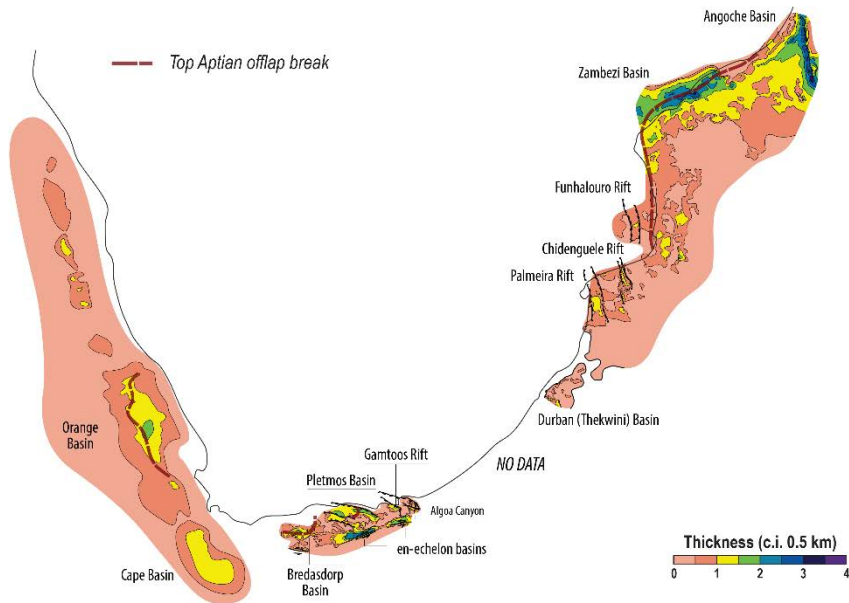 Angoche Basin
Top Aptian offlap break
Zambezi Basin
Funhalouro Rift
Chidenguele Rift
Palmeira Rift
Orange
Basin
Durban (Thekwini) Basin
Gamtoos Rift
NO DATA
Pletmos Basin
Algoa Canyon
en-echelon basins
Thickness (c.i. 0.5 km)
Cape Basin
Bredasdorp
Basin
0 1 2 3 4